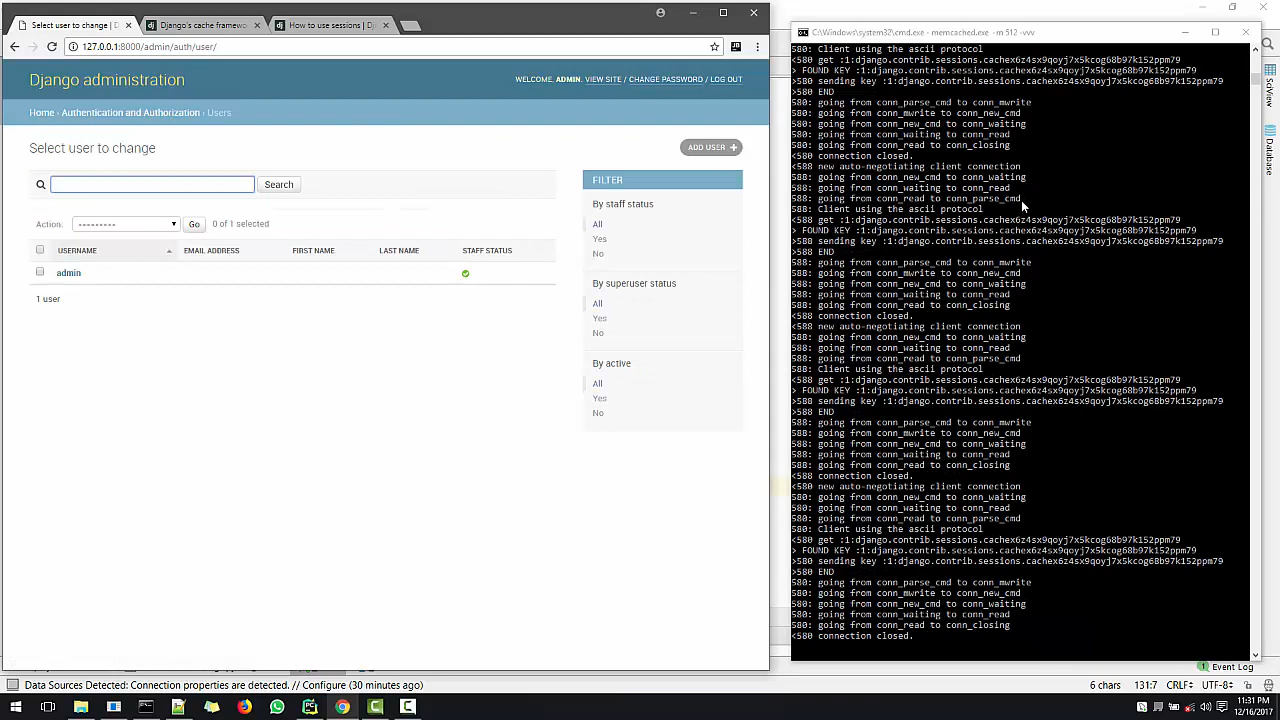 Select user to change | D
Django's cache framewo
How to use sessions | Dj
127.0.0.1:8000/admin/auth/user/
Django administration
WELCOME, ADMIN. VIEW SITE / CHANGE PASSWORD / LOG OUT
Home › Authentication and Authorization › Users
Select user to change
ADD USER +
Search
Action: ---------
Go
0 of 1 selected
USERNAME
EMAIL ADDRESS
FIRST NAME
LAST NAME
STAFF STATUS
admin
1 user
FILTER
By staff status
All
Yes
No
By superuser status
All
Yes
No
By active
All
Yes
No
C:\Windows\system32\cmd.exe - memcached.exe -m 512 -vvv
580: Client using the ascii protocol
<580 get :1:django.contrib.sessions.cachex6z4sx9qoyj7x5kcog68b97k152ppm79
> FOUND KEY :1:django.contrib.sessions.cachex6z4sx9qoyj7x5kcog68b97k152ppm79
>580 sending key :1:django.contrib.sessions.cachex6z4sx9qoyj7x5kcog68b97k152ppm79
>580 END
580: going from conn_parse_cmd to conn_mwrite
580: going from conn_mwrite to conn_new_cmd
580: going from conn_new_cmd to conn_waiting
580: going from conn_waiting to conn_read
580: going from conn_read to conn_closing
<580 connection closed.
<588 new auto-negotiating client connection
588: going from conn_new_cmd to conn_waiting
588: going from conn_waiting to conn_read
588: going from conn_read to conn_parse_cmd
588: Client using the ascii protocol
<588 get :1:django.contrib.sessions.cachex6z4sx9qoyj7x5kcog68b97k152ppm79
> FOUND KEY :1:django.contrib.sessions.cachex6z4sx9qoyj7x5kcog68b97k152ppm79
>588 sending key :1:django.contrib.sessions.cachex6z4sx9qoyj7x5kcog68b97k152ppm79
>588 END
588: going from conn_parse_cmd to conn_mwrite
588: going from conn_mwrite to conn_new_cmd
588: going from conn_new_cmd to conn_waiting
588: going from conn_waiting to conn_read
588: going from conn_read to conn_closing
<588 connection closed.
<588 new auto-negotiating client connection
588: going from conn_new_cmd to conn_waiting
588: going from conn_waiting to conn_read
588: going from conn_read to conn_parse_cmd
588: Client using the ascii protocol
<588 get :1:django.contrib.sessions.cachex6z4sx9qoyj7x5kcog68b97k152ppm79
> FOUND KEY :1:django.contrib.sessions.cachex6z4sx9qoyj7x5kcog68b97k152ppm79
>588 sending key :1:django.contrib.sessions.cachex6z4sx9qoyj7x5kcog68b97k152ppm79
>588 END
588: going from conn_parse_cmd to conn_mwrite
588: going from conn_mwrite to conn_new_cmd
588: going from conn_new_cmd to conn_waiting
588: going from conn_waiting to conn_read
588: going from conn_read to conn_closing
<588 connection closed.
<580 new auto-negotiating client connection
580: going from conn_new_cmd to conn_waiting
580: going from conn_waiting to conn_read
580: going from conn_read to conn_parse_cmd
580: Client using the ascii protocol
<580 get :1:django.contrib.sessions.cachex6z4sx9qoyj7x5kcog68b97k152ppm79
> FOUND KEY :1:django.contrib.sessions.cachex6z4sx9qoyj7x5kcog68b97k152ppm79
>580 sending key :1:django.contrib.sessions.cachex6z4sx9qoyj7x5kcog68b97k152ppm79
>580 END
580: going from conn_parse_cmd to conn_mwrite
580: going from conn_mwrite to conn_new_cmd
580: going from conn_new_cmd to conn_waiting
580: going from conn_waiting to conn_read
580: going from conn_read to conn_closing
<580 connection closed.
SciView
Database
1 Event Log
Data Sources Detected: Connection properties are detected. // Configure (30 minutes ago)
6 chars 131:7 CRLF÷ UTF-8÷
11:31 PM
12/16/2017